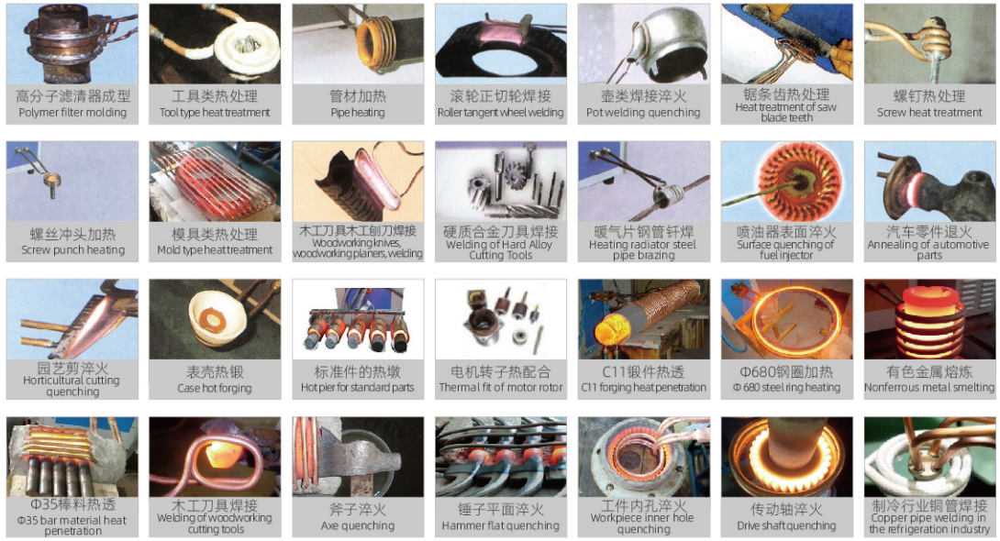 高分子滤清器成型
Polymer filter molding
工具类热处理
Tool type heat treatment
管材加热
Pipe heating
滚轮正切轮焊接
Roller tangent wheel welding
壶类焊接淬火
Pot welding quenching
锯条齿热处理
Heat treatment of saw
blade teeth
螺钉热处理
Screw heat treatment
螺丝冲头加热
Screw punch heating
模具类热处理
Mold type heat treatment
木工刀具木工刨刀焊接
Woodworking knives,
woodworking planers, welding
硬质合金刀具焊接
Welding of Hard Alloy
Cutting Tools
暖气片钢管钎焊
Heating radiator steel
pipe brazing
喷油器表面淬火
Surface quenching of
fuel injector
汽车零件退火
Annealing of automotive
parts
园艺剪淬火
Horticultural cutting
quenching
表壳热锻
Case hot forging
标准件的热墩
Hot pier for standard parts
电机转子热配合
Thermal fit of motor rotor
C11锻件热透
C11 forging heat penetration
Φ680钢圈加热
Φ 680 steel ring heating
有色金属熔炼
Nonferrous metal smelting
Φ35棒料热透
Φ35 bar material heat
penetration
木工刀具焊接
Welding of woodworking
cutting tools
斧子淬火
Axe quenching
锤子平面淬火
Hammer flat quenching
工件内孔淬火
Workpiece inner hole
quenching
传动轴淬火
Drive shaft quenching
制冷行业铜管焊接
Copper pipe welding in
the refrigeration industry